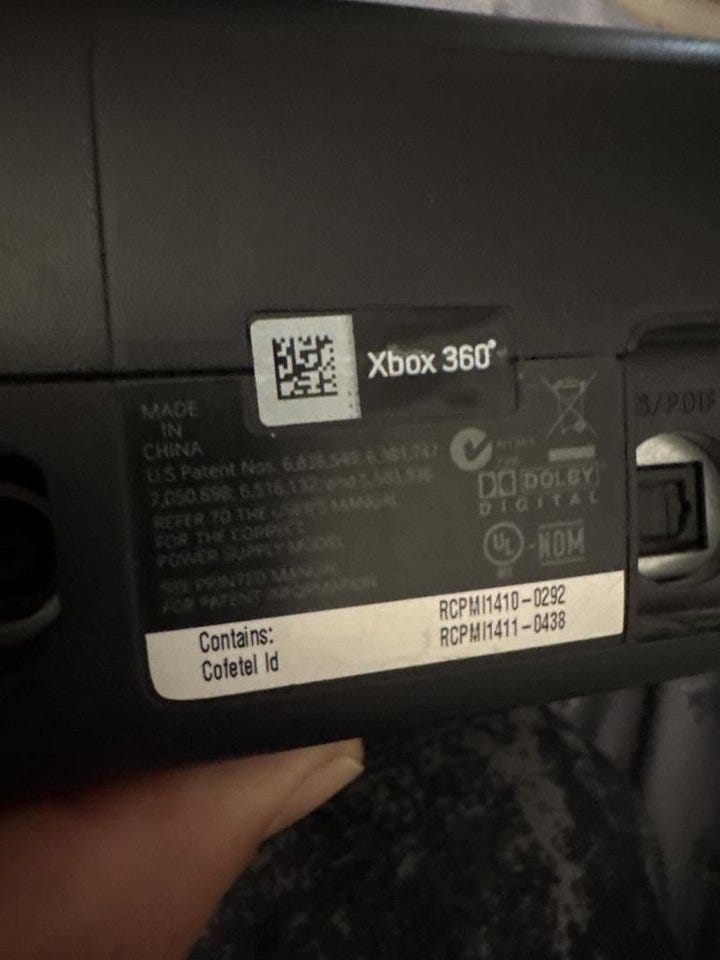 Xbox 360
MADE
IN
CHINA
U.S Patent Nos.
REFER TO THE USER'S MANUAL
FOR THE CORRECT
POWER SUPPLY MODEL
SEE PRINTED MANUAL
FOR PATENT INFORMATION
S/PDIF
DOLBY
DIGITAL
UL
NOM
Contains:
Cofetel Id
RCPMI1410-0292
RCPMI1411-0438